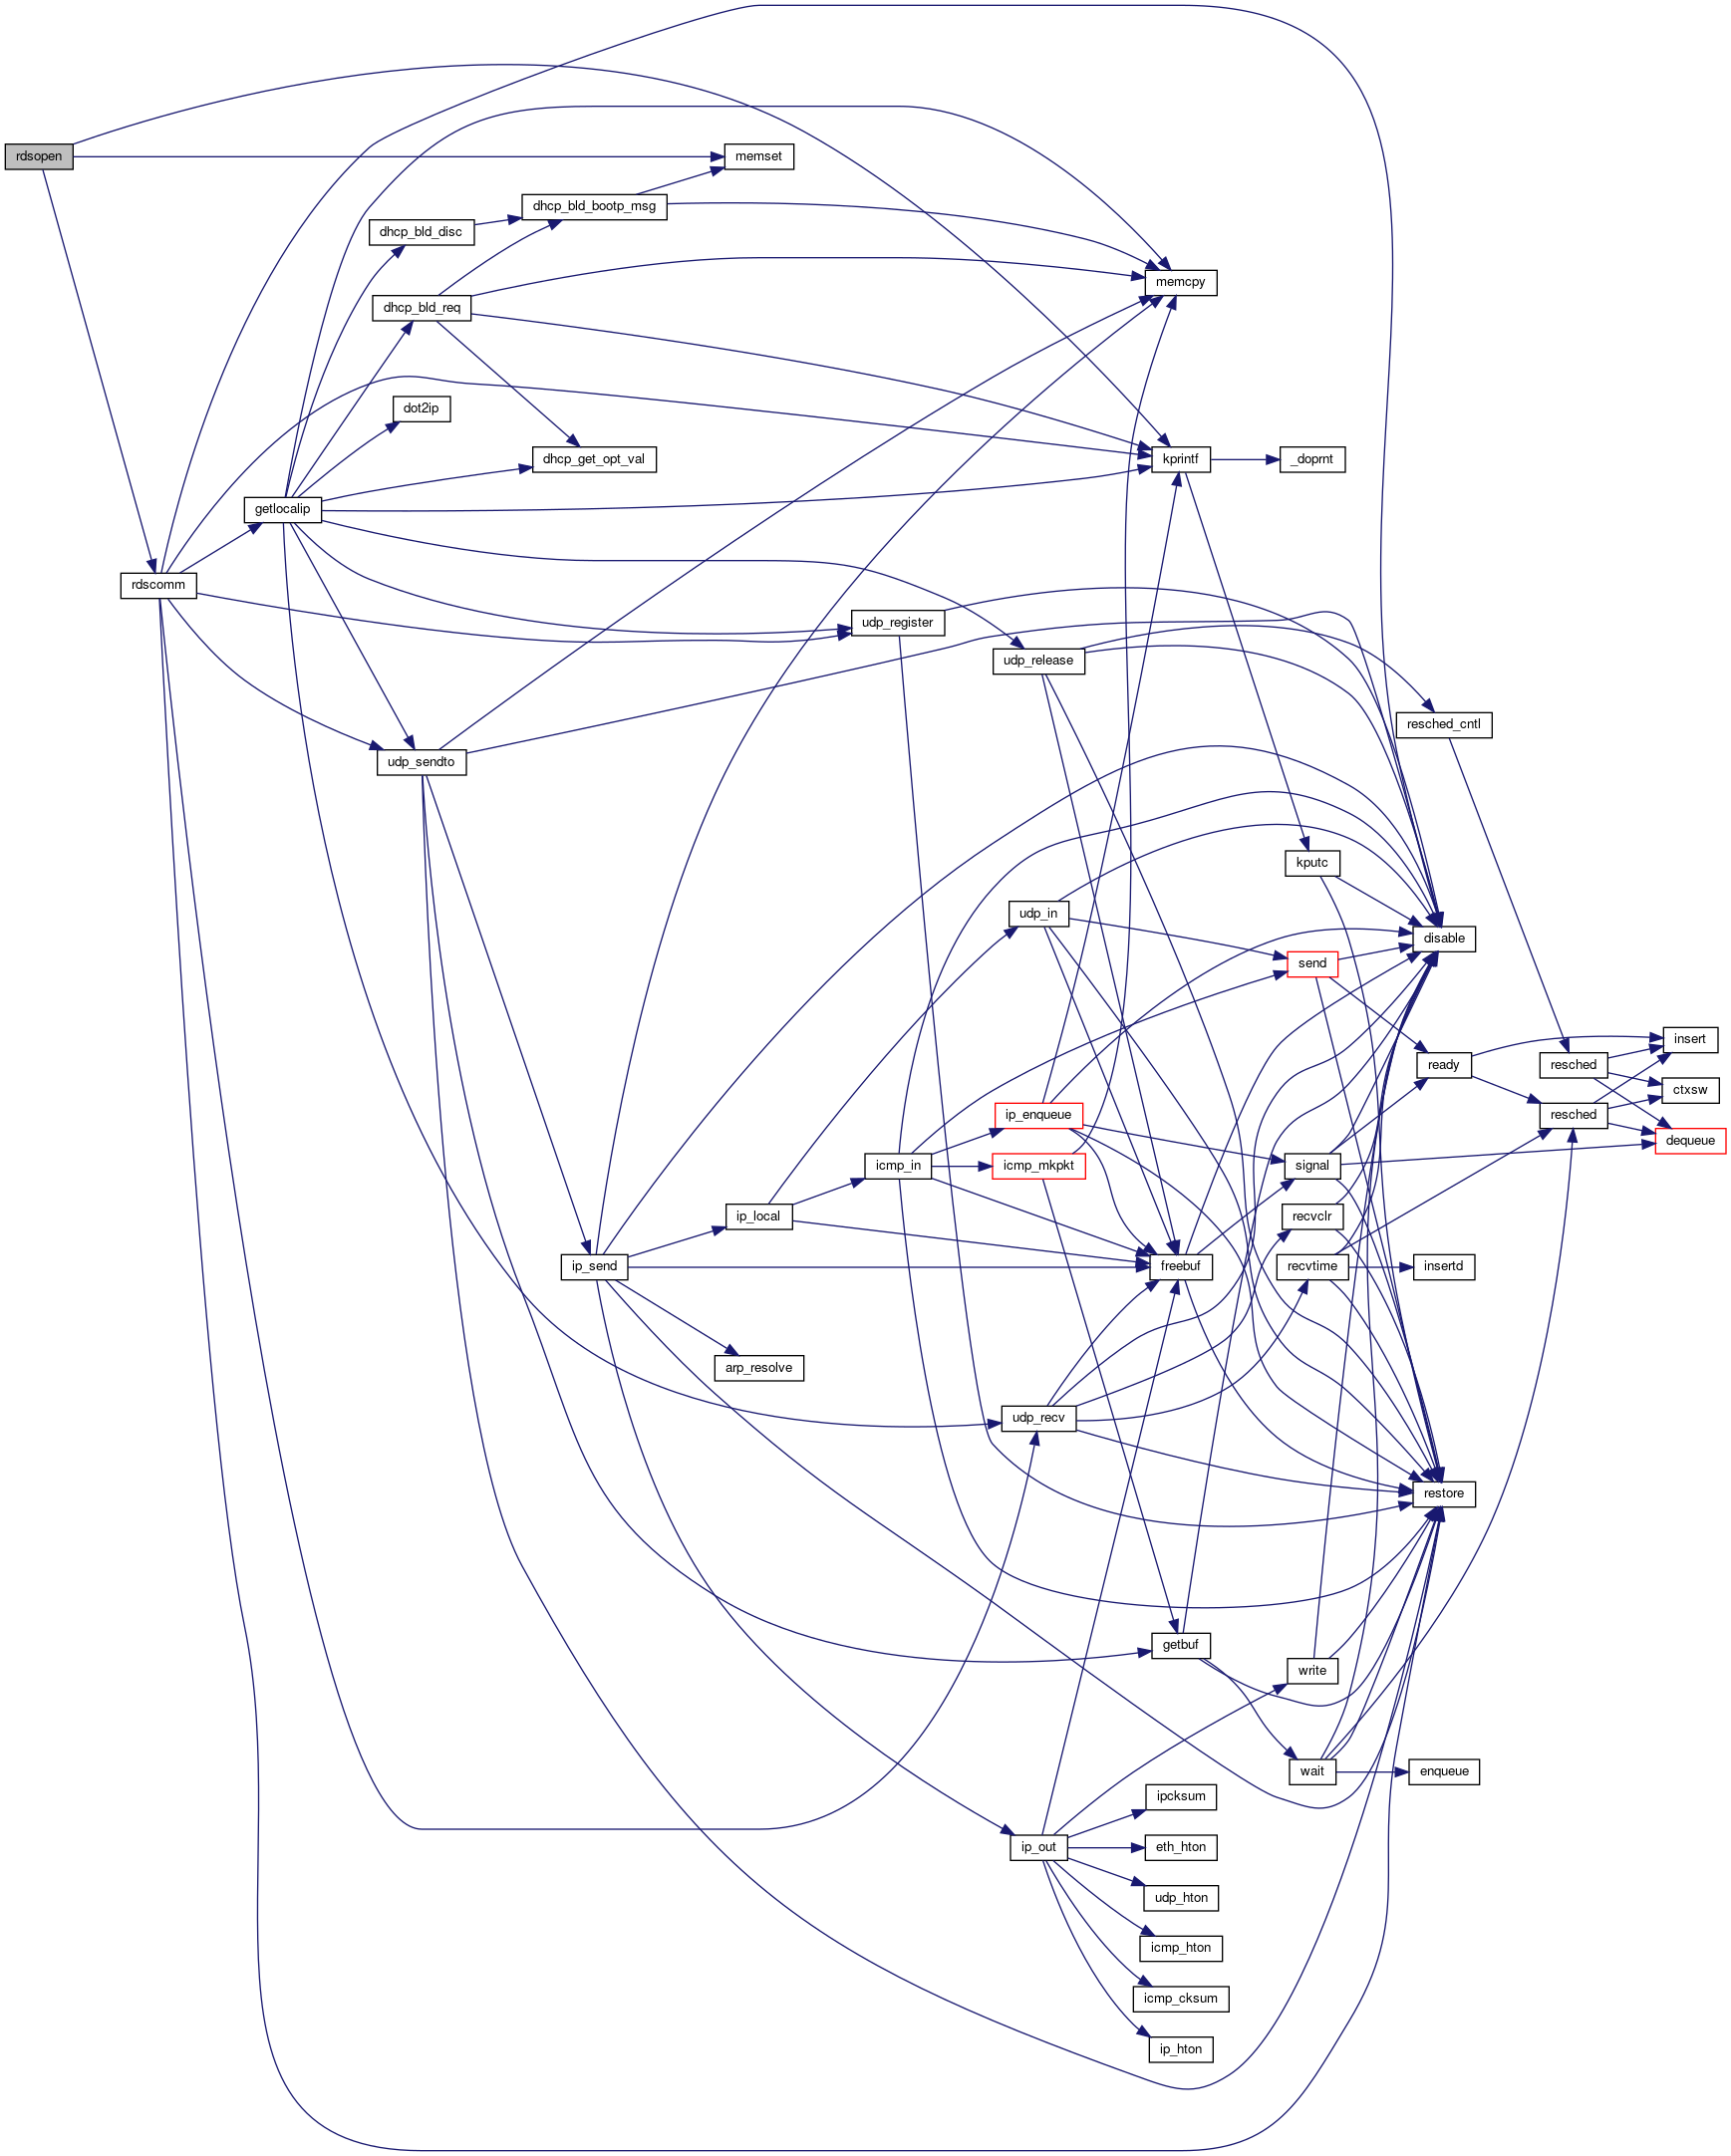 rdsopen
memset
dhcp_bld_bootp_msg
dhcp_bld_disc
memcpy
dhcp_bld_req
dot2ip
dhcp_get_opt_val
kprintf
_doprnt
getlocalip
rdscomm
udp_register
udp_release
resched_cntl
udp_sendto
kputc
udp_in
disable
send
insert
ready
resched
ctxsw
ip_enqueue
resched
dequeue
icmp_in
icmp_mkpkt
signal
ip_local
recvclr
ip_send
freebuf
recvtime
insertd
arp_resolve
udp_recv
restore
getbuf
write
wait
enqueue
ipcksum
ip_out
eth_hton
udp_hton
icmp_hton
icmp_cksum
ip_hton